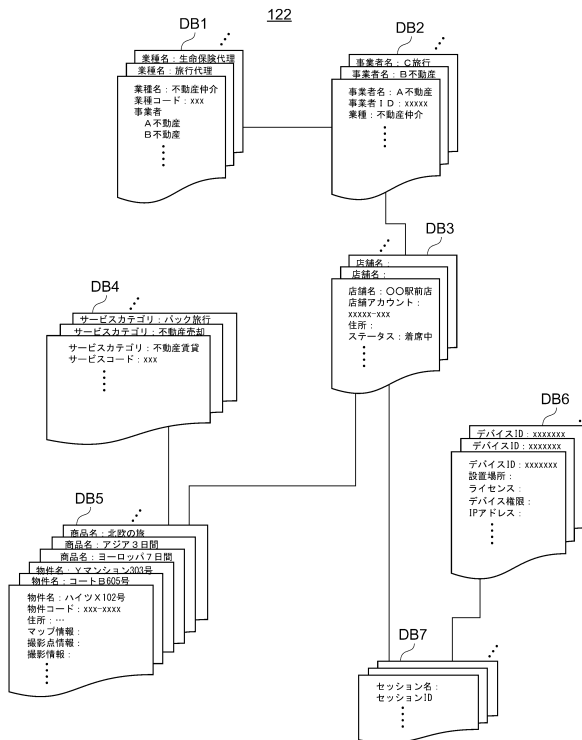 122
DB1
業種名：生命保険代理
業種名：旅行代理
業種名：不動産仲介
業種コード：xxx
事業者
A不動産
B不動産
DB2
事業者名：C旅行
事業者名：B不動産
事業者名：A不動産
事業者ID：xxxxx
業種：不動産仲介
DB3
店舗名：
店舗名：
店舗名：〇〇駅前店
店舗アカウント：
xxxxx-xxx
住所：
ステータス：着席中
DB4
サービスカテゴリ：パック旅行
サービスカテゴリ：不動産売却
サービスカテゴリ：不動産賃貸
サービスコード：xxx
DB5
商品名：北欧の旅
商品名：アジア３日間
商品名：ヨーロッパ７日間
物件名：Ｙマンション303号
物件名：コートＢ605号
物件名：ハイツＸ102号
物件コード：xxx-xxxx
住所：…
マップ情報：
撮影点情報：
撮影情報：
DB6
デバイスID：xxxxxxx
デバイスID：xxxxxxx
デバイスID：xxxxxxx
設置場所：
ライセンス：
デバイス権限：
IPアドレス：
DB7
セッション名：
セッションID